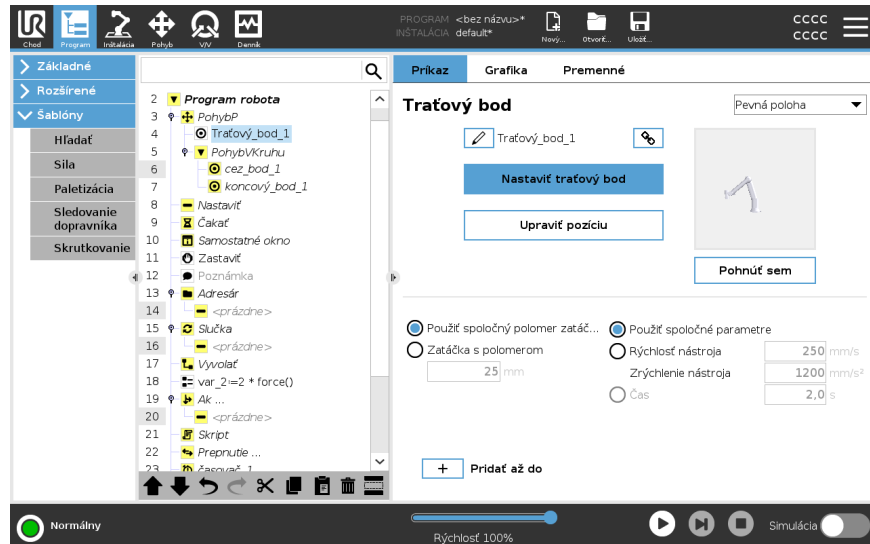 PROGRAM <bez názvu>*
INŠTALÁCIA default*
CCCC
CCCC
Chod Program Inštalácia Pohyb V/V Denník Nový... Otvoriť... Uložiť...
Základné
Rozšírené
Šablóny
Hľadať
Sila
Paletizácia
Sledovanie
dopravníka
Skrutkovanie
2 Program robota
3 PohybP
4 Traťový_bod_1
5 PohybVKruhu
6 cez_bod_1
7 koncový_bod_1
8 Nastaviť
9 Čakať
10 Samostatné okno
11 Zastaviť
12 Poznámka
13 Adresár
14 <prázdne>
15 Slučka
16 <prázdne>
17 Vyvolať
18 var_2≔2 * force()
19 Ak ...
20 <prázdne>
21 Skript
22 Prepnutie ...
23 časovač_1
Príkaz Grafika Premenné
Traťový bod
Pevná poloha
Traťový_bod_1
Nastaviť traťový bod
Upraviť pozíciu
Pohnúť sem
Použiť spoločný polomer zatáč...
Zatáčka s polomerom
25 mm
Použiť spoločné parametre
Rýchlosť nástroja 250 mm/s
Zrýchlenie nástroja 1200 mm/s²
Čas 2,0 s
+ Pridať až do
Normálny
Rýchlosť 100%
Simulácia